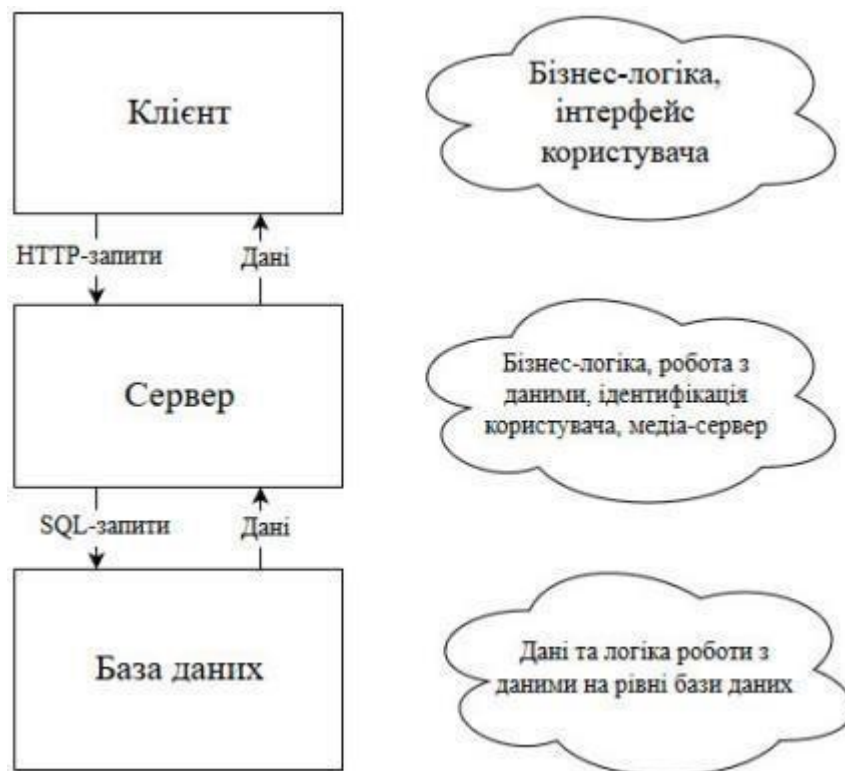 Клієнт
Бізнес-логіка,
інтерфейс
користувача
HTTP-запити
Дані
Сервер
Бізнес-логіка, робота з
даними, ідентифікація
користувача, медіа-сервер
SQL-запити
Дані
База даних
Дані та логіка роботи з
даними на рівні бази даних